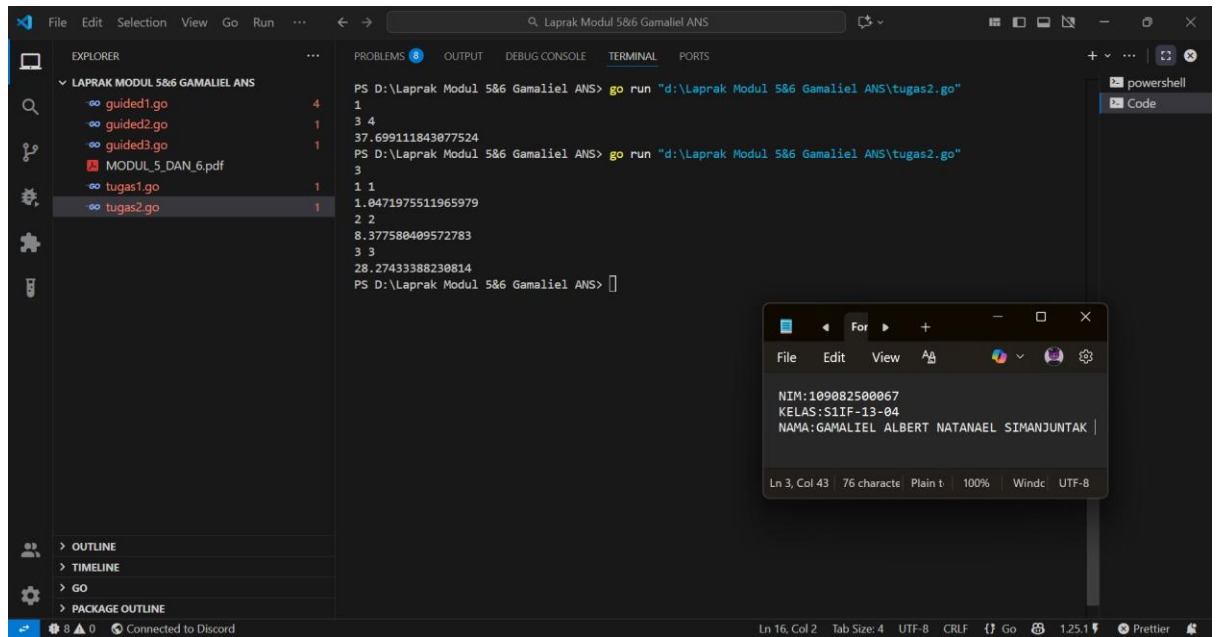 File Edit Selection View Go Run ···
Laprak Modul 5&6 Gamaliel ANS
EXPLORER ···
LAPRAK MODUL 5&6 GAMALIEL ANS
guided1.go 4
guided2.go 1
guided3.go 1
MODUL_5_DAN_6.pdf
tugas1.go 1
tugas2.go 1
OUTLINE
TIMELINE
GO
PACKAGE OUTLINE
PROBLEMS 8 OUTPUT DEBUG CONSOLE TERMINAL PORTS
PS D:\Laprak Modul 5&6 Gamaliel ANS> go run "d:\Laprak Modul 5&6 Gamaliel ANS\tugas2.go"
1
3 4
37.699111843077524
PS D:\Laprak Modul 5&6 Gamaliel ANS> go run "d:\Laprak Modul 5&6 Gamaliel ANS\tugas2.go"
3
1 1
1.0471975511965979
2 2
8.377580409572783
3 3
28.27433388230814
PS D:\Laprak Modul 5&6 Gamaliel ANS>
powershell
Code
For
File Edit View
NIM:109082500067
KELAS:S1IF-13-04
NAMA:GAMALIEL ALBERT NATANAEL SIMANJUNTAK
Ln 3, Col 43 76 characte Plain t 100% Windc UTF-8
8 0 Connected to Discord Ln 16, Col 2 Tab Size: 4 UTF-8 CRLF {} Go 1.25.1 Prettier